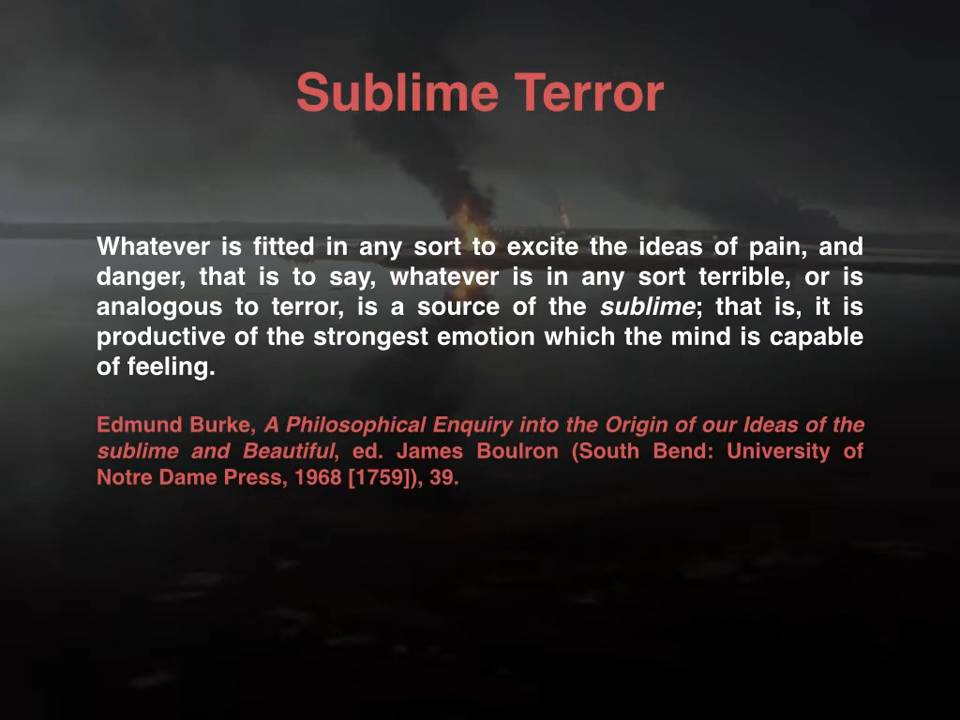 Sublime Terror
Whatever is fitted in any sort to excite the ideas of pain, and
danger, that is to say, whatever is in any sort terrible, or is
analogous to terror, is a source of the sublime; that is, it is
productive of the strongest emotion which the mind is capable
of feeling.
Edmund Burke, A Philosophical Enquiry into the Origin of our Ideas of the
sublime and Beautiful, ed. James Boulron (South Bend: University of
Notre Dame Press, 1968 [1759]), 39.